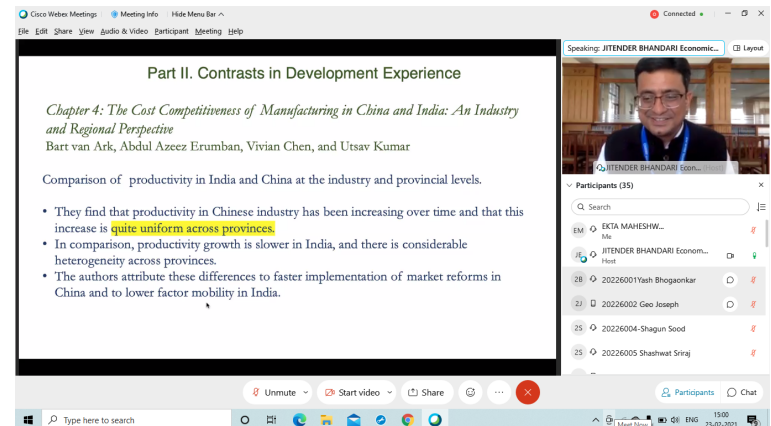 Cisco Webex Meetings
Meeting Info
Hide Menu Bar
Connected
File Edit Share View Audio & Video Participant Meeting Help
Speaking: JITENDER BHANDARI Economic...
Layout
Part II. Contrasts in Development Experience
Chapter 4: The Cost Competitiveness of Manufacturing in China and India: An Industry
and Regional Perspective
Bart van Ark, Abdul Azeez Erumban, Vivian Chen, and Utsav Kumar
Comparison of productivity in India and China at the industry and provincial levels.
• They find that productivity in Chinese industry has been increasing over time and that this
increase is quite uniform across provinces.
• In comparison, productivity growth is slower in India, and there is considerable
heterogeneity across provinces.
• The authors attribute these differences to faster implementation of market reforms in
China and to lower factor mobility in India.
JITENDER BHANDARI Econ...
Participants (35)
Search
EM EKTA MAHESHW...
Me
JE JITENDER BHANDARI Econom...
Host
2B 20226001Yash Bhogaonkar
2J 20226002 Geo Joseph
2S 20226004-Shagun Sood
2S 20226005 Shashwat Sriraj
Unmute
Start video
Share
Participants
Chat
Type here to search
Meet Now
ENG
15:00
23-02-2021